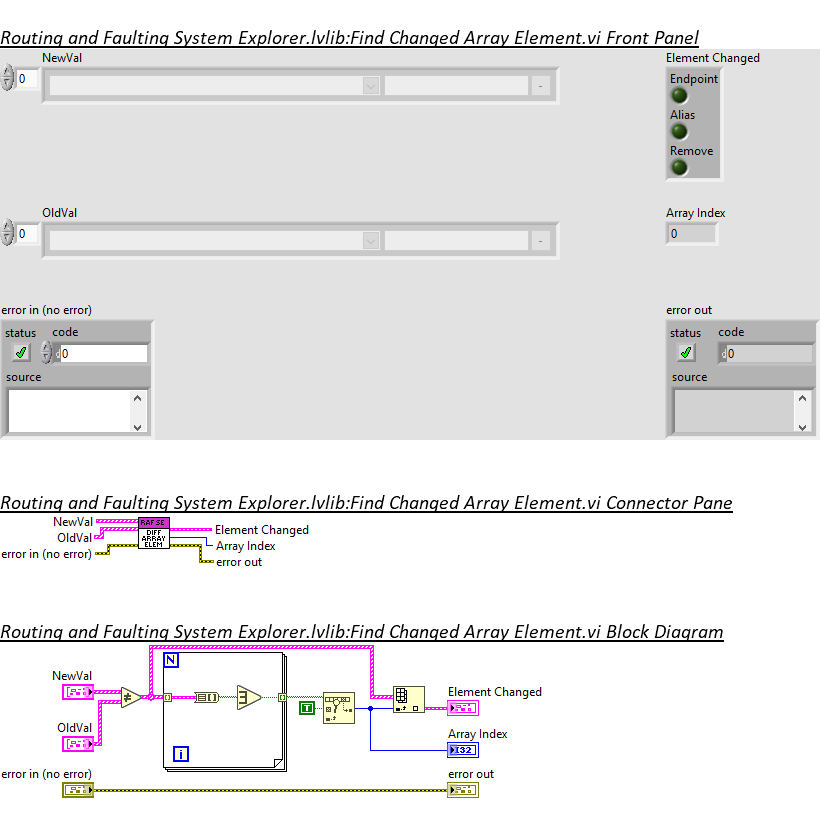 Routing and Faulting System Explorer.lvlib:Find Changed Array Element.vi Front Panel
NewVal
Element Changed
0
-
Endpoint
Alias
Remove
OldVal
Array Index
0
-
0
error in (no error)
error out
status code
status code
d0
d0
source
source
Routing and Faulting System Explorer.lvlib:Find Changed Array Element.vi Connector Pane
NewVal
OldVal
error in (no error)
RAFSE
DIFF
ARRAY
ELEM
Element Changed
Array Index
error out
Routing and Faulting System Explorer.lvlib:Find Changed Array Element.vi Block Diagram
N
NewVal
OldVal
≠
i
T
Element Changed
Array Index
I32
error in (no error)
error out